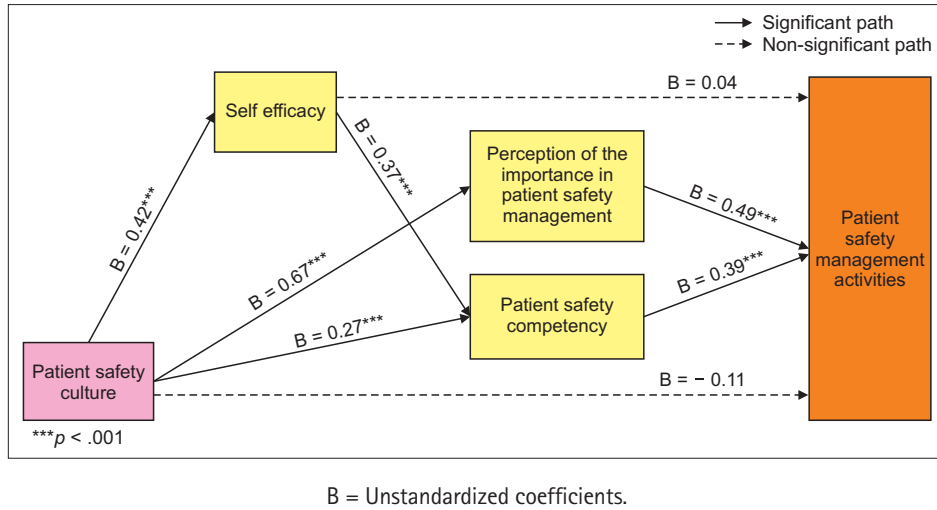 Significant path
Non-significant path
B = 0.04
Self efficacy
B = 0.37***
Perception of the
importance in
patient safety
management
B = 0.49***
B = 0.42***
Patient
safety
management
activities
B = 0.67***
B = 0.39***
Patient safety
competency
B = 0.27***
Patient safety
culture
B = − 0.11
***p < .001
B = Unstandardized coefficients.